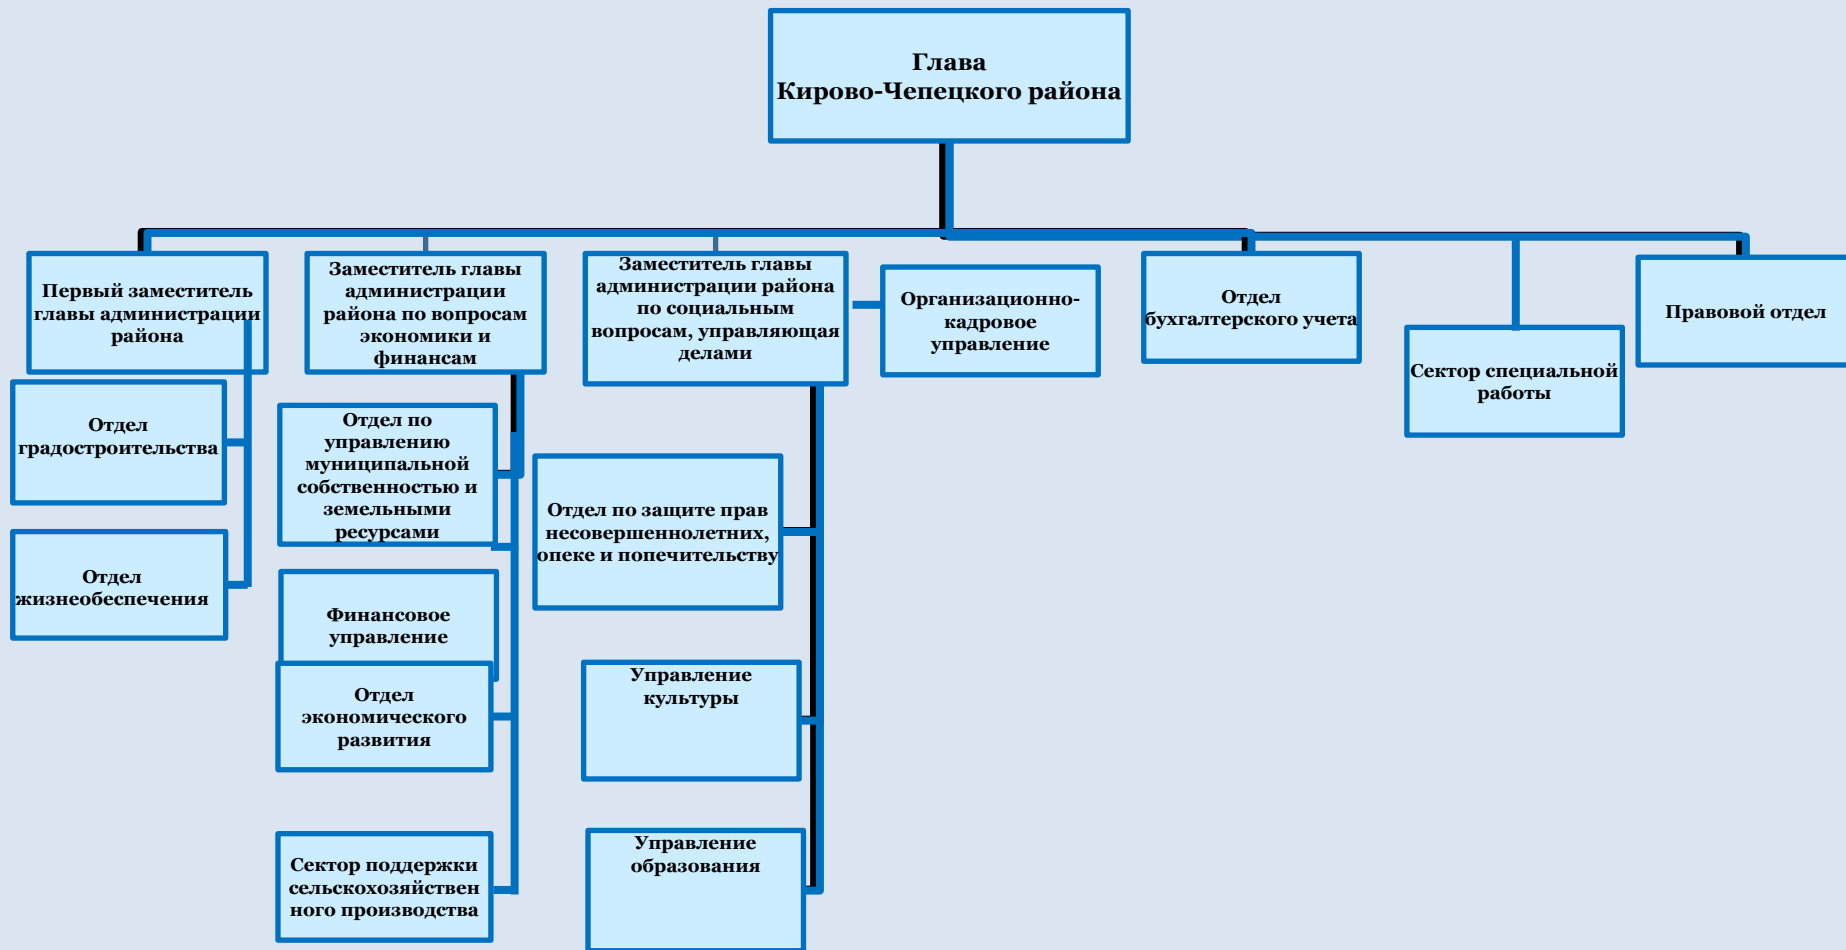 Глава
Кирово-Чепецкого района
Первый заместитель
главы администрации
района
Заместитель главы
администрации
района по вопросам
экономики и
финансам
Заместитель главы
администрации района
по социальным
вопросам, управляющая
делами
Организационно-
кадровое
управление
Отдел
бухгалтерского учета
Сектор специальной
работы
Правовой отдел
Отдел
градостроительства
Отдел
жизнеобеспечения
Отдел по
управлению
муниципальной
собственностью и
земельными
ресурсами
Финансовое
управление
Отдел
экономического
развития
Сектор поддержки
сельскохозяйствен
ного производства
Отдел по защите прав
несовершеннолетних,
опеке и попечительству
Управление
культуры
Управление
образования